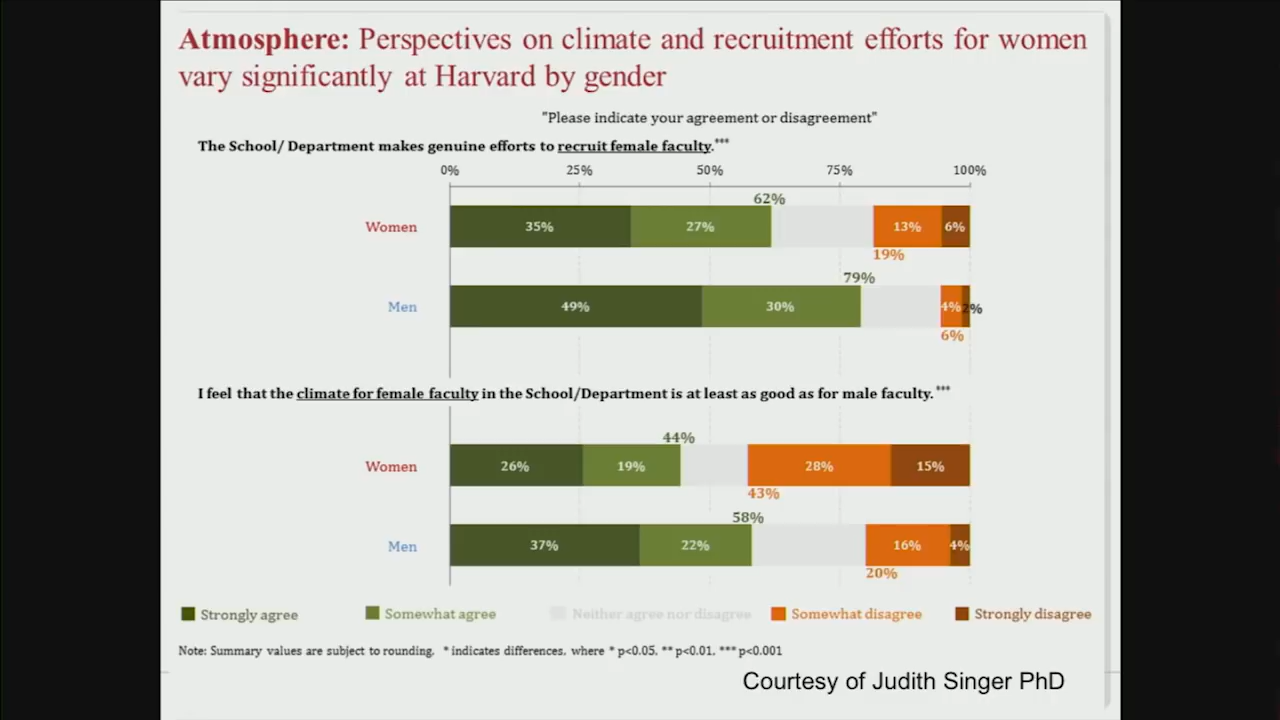 Atmosphere: Perspectives on climate and recruitment efforts for women
vary significantly at Harvard by gender
"Please indicate your agreement or disagreement"
The School/ Department makes genuine efforts to recruit female faculty.***
0% 25% 50% 75% 100%
62%
Women 35% 27% 13% 6%
19%
79%
Men 49% 30% 4% 2%
6%
I feel that the climate for female faculty in the School/Department is at least as good as for male faculty. ***
44%
Women 26% 19% 28% 15%
43%
58%
Men 37% 22% 16% 4%
20%
Strongly agree Somewhat agree Neither agree nor disagree Somewhat disagree Strongly disagree
Note: Summary values are subject to rounding. * indicates differences, where * p<0.05, ** p<0.01, *** p<0.001
Courtesy of Judith Singer PhD